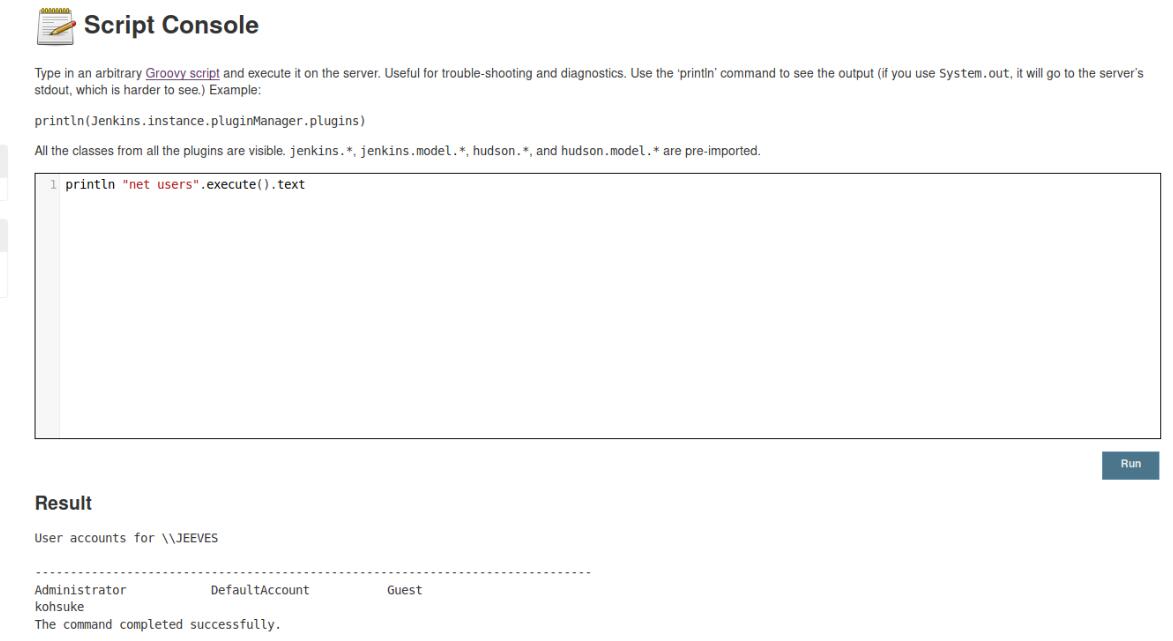 Script Console
Type in an arbitrary Groovy script and execute it on the server. Useful for trouble-shooting and diagnostics. Use the ‘println’ command to see the output (if you use System.out, it will go to the server’s
stdout, which is harder to see.) Example:
println(Jenkins.instance.pluginManager.plugins)
All the classes from all the plugins are visible. jenkins.*, jenkins.model.*, hudson.*, and hudson.model.* are pre-imported.
1 println "net users".execute().text
Run
Result
User accounts for \\JEEVES
-------------------------------------------------------------------------------
Administrator            DefaultAccount           Guest
kohsuke
The command completed successfully.